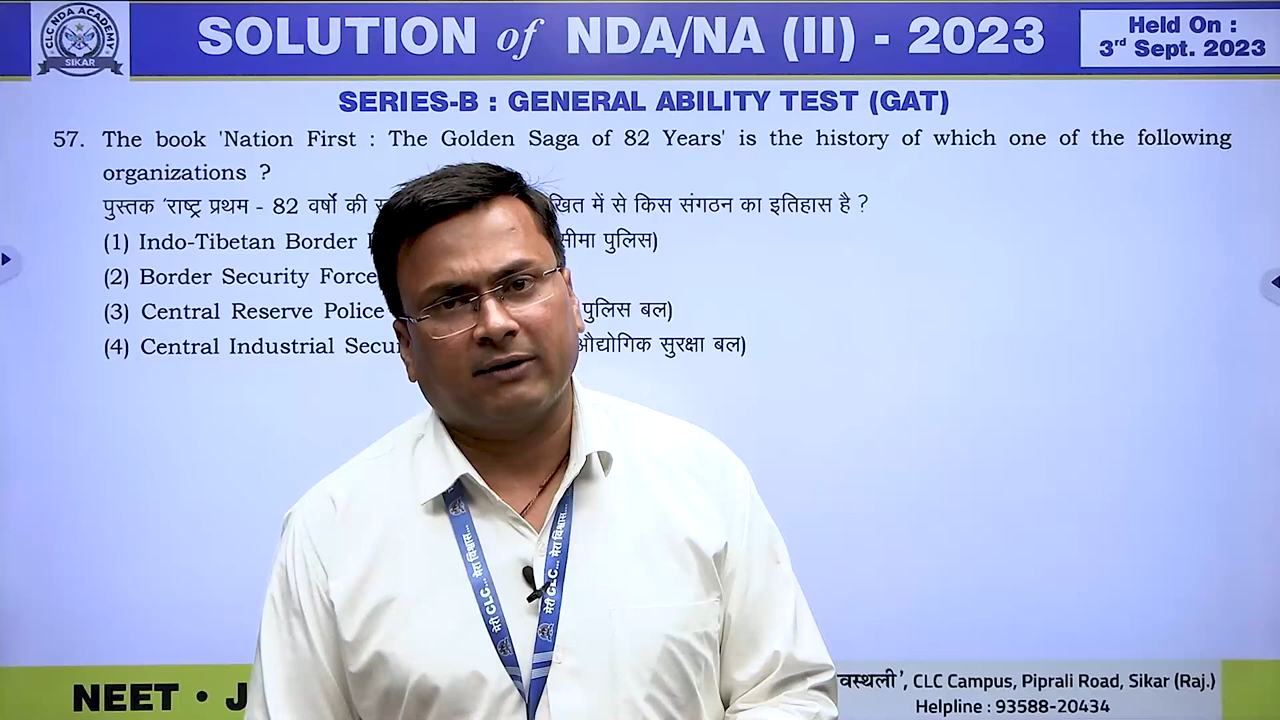 CLC NDA ACADEMY
SIKAR
SOLUTION of NDA/NA (II) - 2023
Held On :
3rd Sept. 2023
SERIES-B : GENERAL ABILITY TEST (GAT)
57. The book 'Nation First : The Golden Saga of 82 Years' is the history of which one of the following
organizations ?
पुस्तक 'राष्ट्र प्रथम - 82 वर्षों की में से किस संगठन का इतिहास है ?
(1) Indo-Tibetan Border सीमा पुलिस)
(2) Border Security Force
(3) Central Reserve Police पुलिस बल)
(4) Central Industrial औद्योगिक सुरक्षा बल)
मेरी CLC... मेरा विश्वास...
मेरी CLC... मेरा विश्वास...
NEET •
CLC Campus, Piprali Road, Sikar (Raj.)
Helpline : 93588-20434